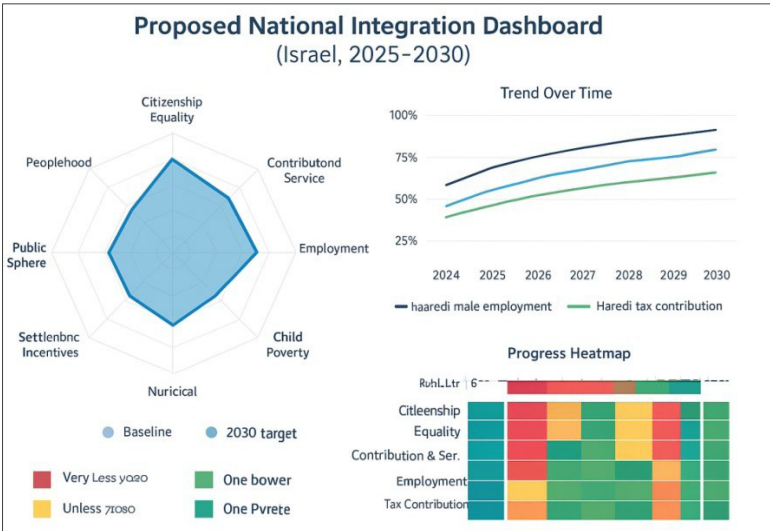 Proposed National Integration Dashboard
(Israel, 2025-2030)
Citizenship
Equality
Peoplehood
Contributond
Service
Public
Sphere
Employment
Settlenbnc
Incentives
Child
Poverty
Nuricical
Baseline
2030 target
Very Less
One bower
Unless
One Pvrete
Trend Over Time
100%
75%
50%
25%
2024
2025
2026
2027
2028
2029
2030
haaredi male employment
Haredi tax contribution
Progress Heatmap
Citleenship
Equality
Contribution & Ser.
Employment
Tax Contribution